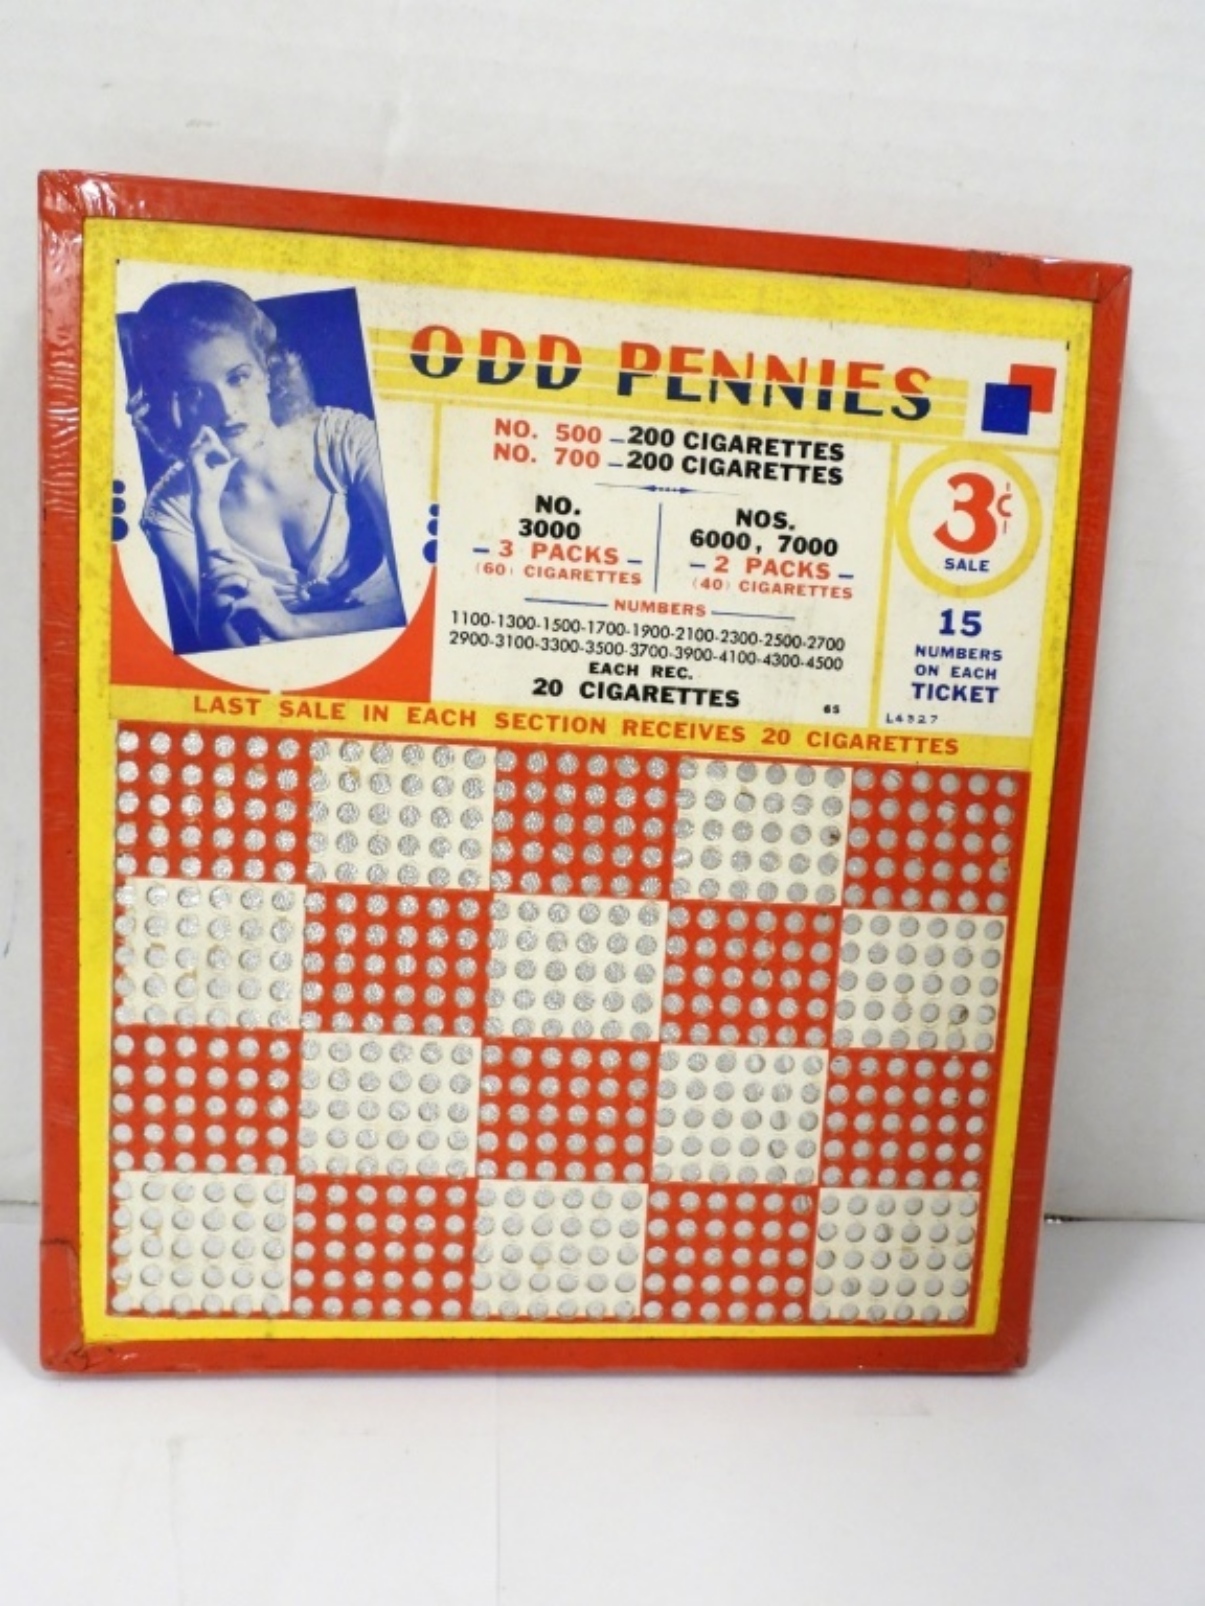 ODD PENNIES
NO. 500 – 200 CIGARETTES
NO. 700 – 200 CIGARETTES
NO.
3000
– 3 PACKS –
(60) CIGARETTES
NOS.
6000, 7000
– 2 PACKS –
(40) CIGARETTES
NUMBERS
1100-1300-1500-1700-1900-2100-2300-2500-2700
2900-3100-3300-3500-3700-3900-4100-4300-4500
EACH REC.
20 CIGARETTES
65
3¢
SALE
15
NUMBERS
ON EACH
TICKET
L4327
LAST SALE IN EACH SECTION RECEIVES 20 CIGARETTES